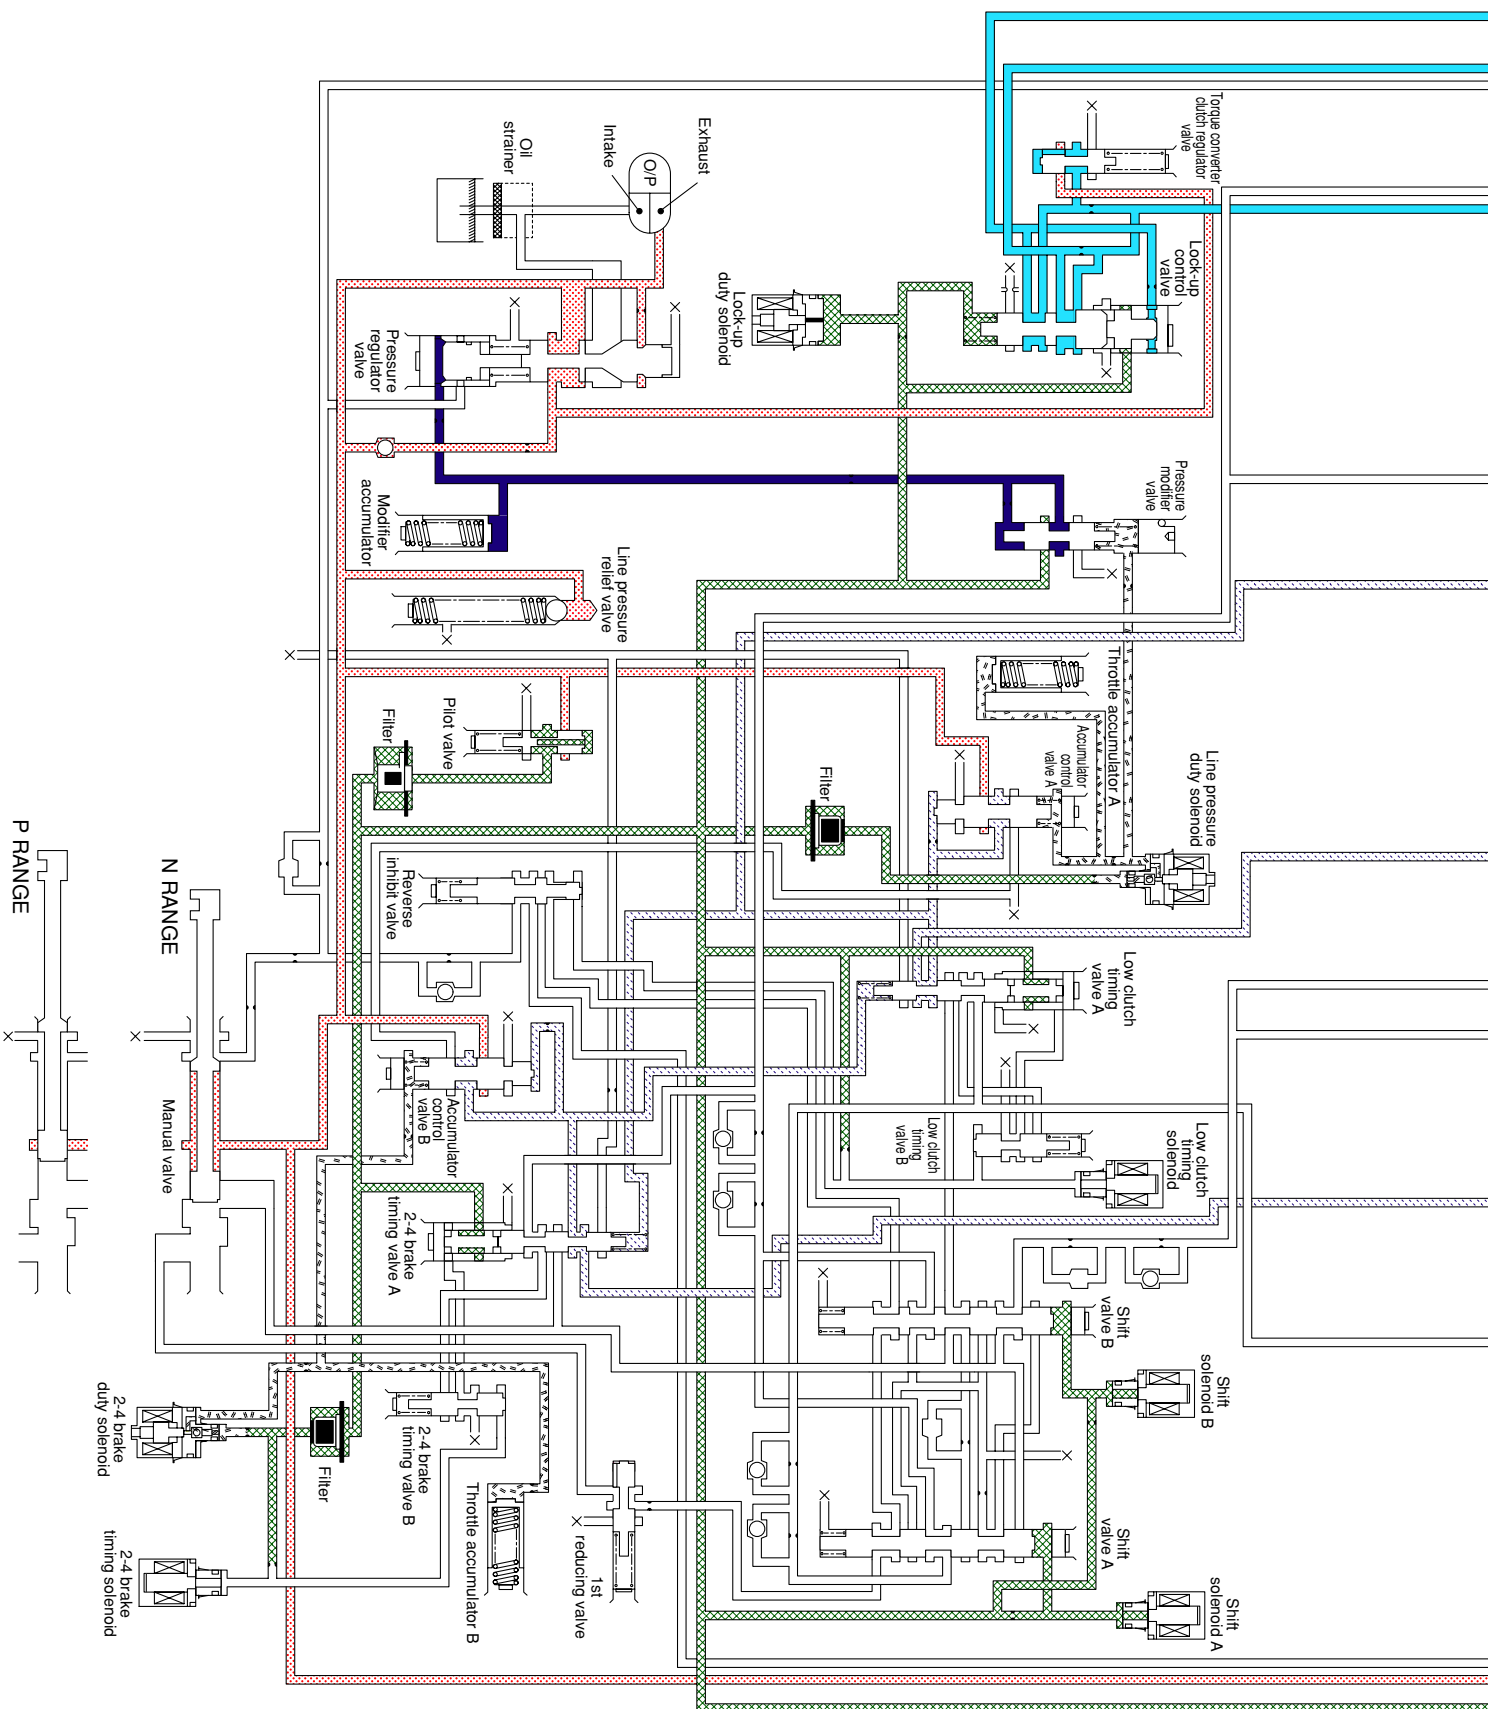 Torque converter
clutch regulator
valve
Exhaust
Intake
O/P
Oil
strainer
Lock-up
control
valve
Lock-up
duty solenoid
Pressure
regulator
valve
Pressure
modifier
valve
Modifier
accumulator
Line pressure
relief valve
Throttle accumulator A
Accumulator
control
valve A
Line pressure
duty solenoid
Pilot valve
Filter
Filter
P RANGE
N RANGE
Reverse
inhibit valve
Low clutch
timing
valve A
Manual valve
Accumulator
control
valve B
Low clutch
timing
valve B
Low clutch
timing
solenoid
2-4 brake
timing valve A
Shift
valve B
Shift
solenoid B
2-4 brake
duty solenoid
Filter
2-4 brake
timing valve B
Throttle accumulator B
1st
reducing valve
Shift
valve A
Shift
solenoid A
2-4 brake
timing solenoid